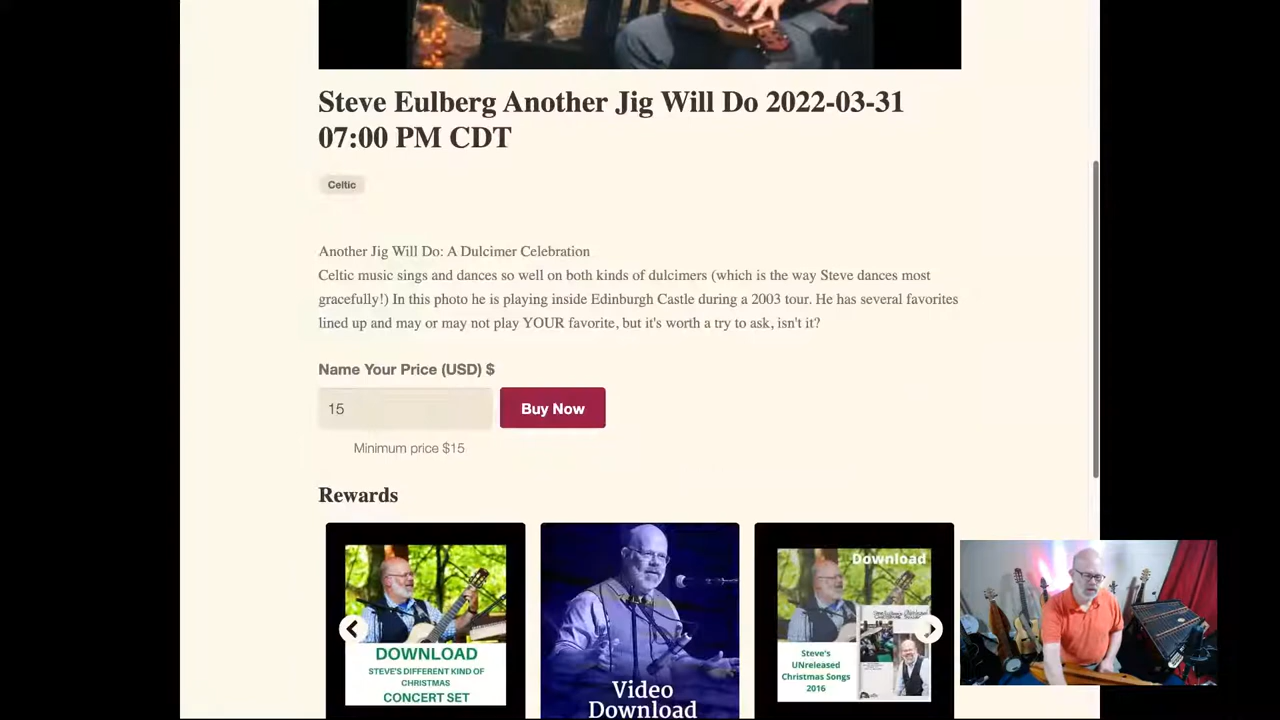 Steve Eulberg Another Jig Will Do 2022-03-31
07:00 PM CDT
Celtic
Another Jig Will Do: A Dulcimer Celebration
Celtic music sings and dances so well on both kinds of dulcimers (which is the way Steve dances most
gracefully!) In this photo he is playing inside Edinburgh Castle during a 2003 tour. He has several favorites
lined up and may or may not play YOUR favorite, but it's worth a try to ask, isn't it?
Name Your Price (USD) $
15
Buy Now
Minimum price $15
Rewards
DOWNLOAD
STEVE'S DIFFERENT KIND OF
CHRISTMAS
CONCERT SET
Video
Download
Download
Steve's
UNreleased
Christmas Songs
2016